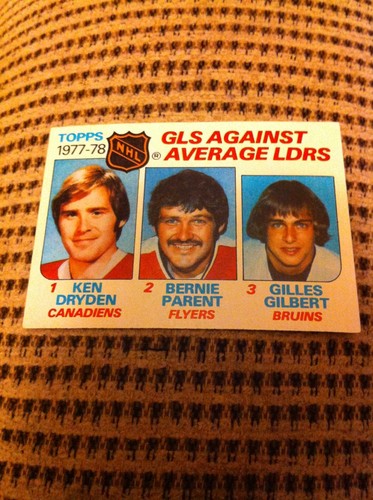 TOPPS
1977-78
NHL
®
GLS AGAINST
AVERAGE LDRS
1 KEN
DRYDEN
CANADIENS
2 BERNIE
PARENT
FLYERS
3 GILLES
GILBERT
BRUINS